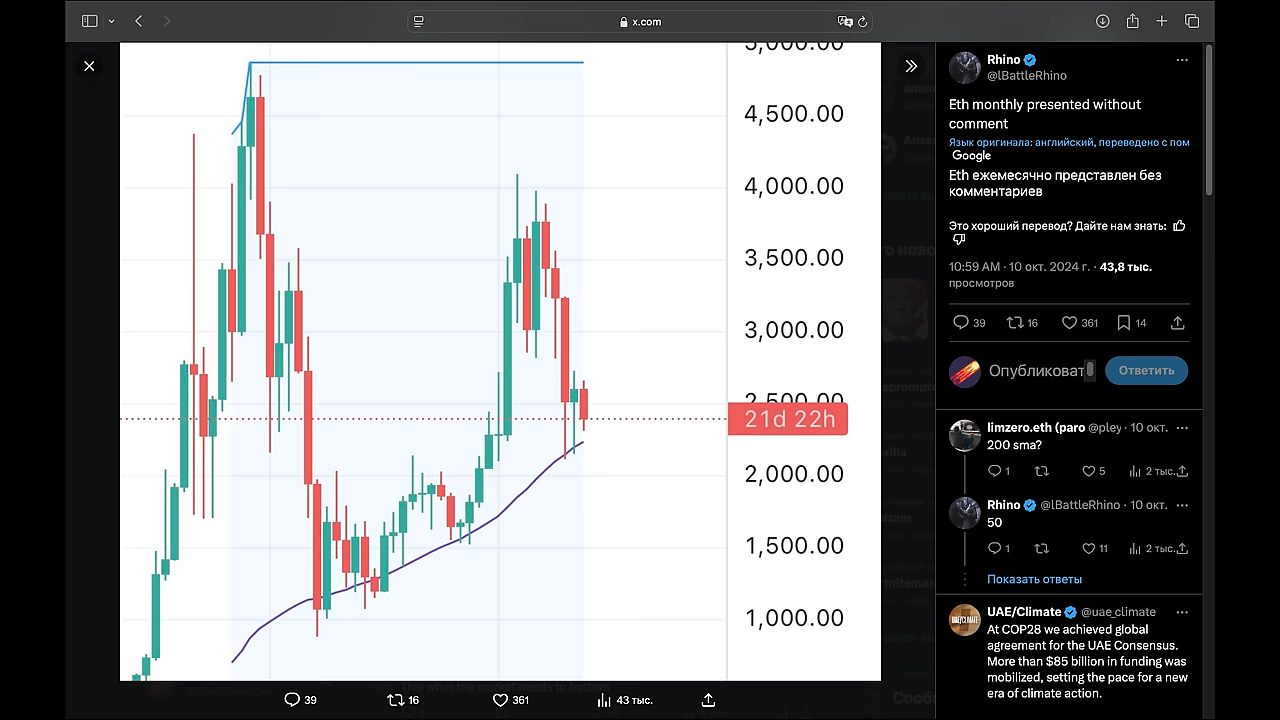 x.com
5,000.00
4,500.00
4,000.00
3,500.00
3,000.00
2,500.00
21d 22h
2,000.00
1,500.00
1,000.00
39
16
361
43 тыс.
Rhino
@lBattleRhino
Eth monthly presented without
comment
Язык оригинала: английский, переведено с пом
Google
Eth ежемесячно представлен без
комментариев
Это хороший перевод? Дайте нам знать:
10:59 AM · 10 окт. 2024 г. · 43,8 тыс.
просмотров
39 16 361 14
Опубликоват Ответить
limzero.eth (paro @pley · 10 окт.
200 sma?
1 5 2 тыс.
Rhino @lBattleRhino · 10 окт.
50
1 11 2 тыс.
Показать ответы
UAE/Climate @uae_climate
At COP28 we achieved global
agreement for the UAE Consensus.
More than $85 billion in funding was
mobilized, setting the pace for a new
era of climate action.